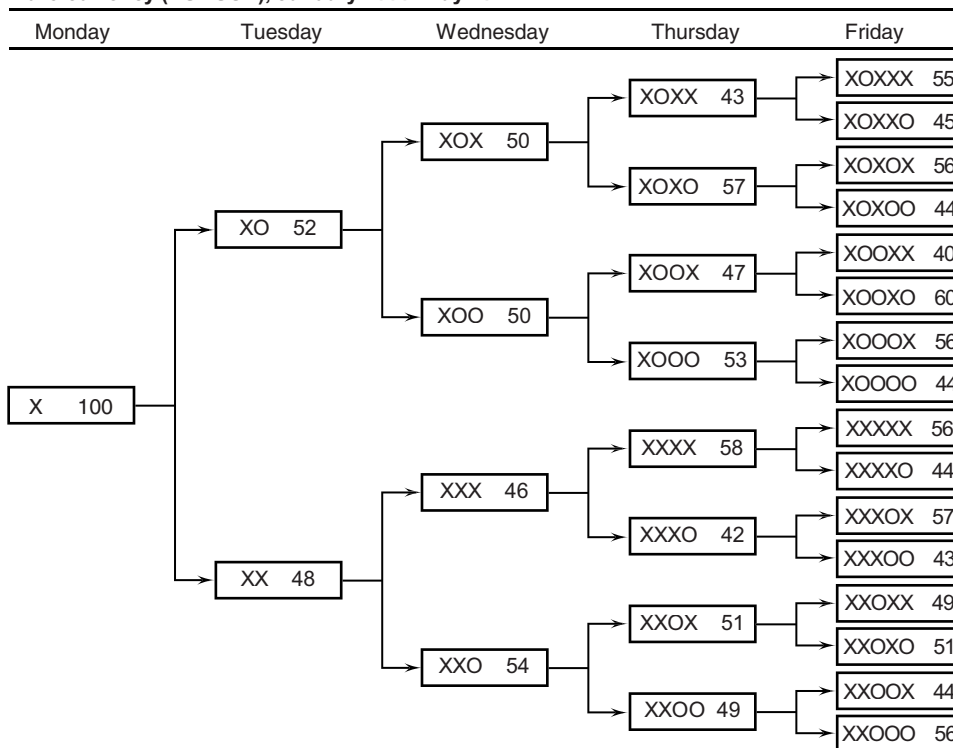 Monday Tuesday Wednesday Thursday Friday
X 100
XO 52
XX 48
XOX 50
XOO 50
XXX 46
XXO 54
XOXX 43
XOXO 57
XOOX 47
XOOO 53
XXXX 58
XXXO 42
XXOX 51
XXOO 49
XOXXX 55
XOXXO 45
XOXOX 56
XOXOO 44
XOOXX 40
XOOXO 60
XOOOX 56
XOOOO 44
XXXXX 56
XXXXO 44
XXXOX 57
XXXOO 43
XXOXX 49
XXOXO 51
XXOOX 44
XXOOO 56